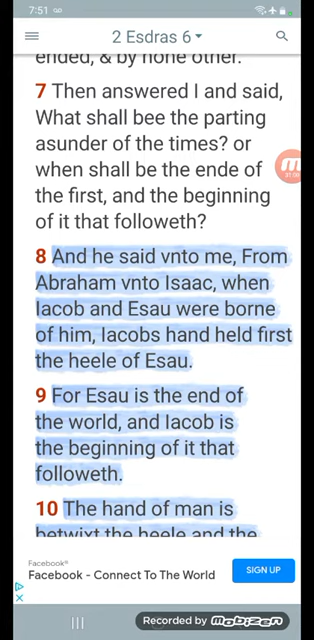 7:51
2 Esdras 6
ended, & by none other.
7 Then answered I and said,
What shall bee the parting
asunder of the times? or
when shall be the ende of
the first, and the beginning
of it that followeth?
8 And he said vnto me, From
Abraham vnto Isaac, when
Iacob and Esau were borne
of him, Iacobs hand held first
the heele of Esau.
9 For Esau is the end of
the world, and Iacob is
the beginning of it that
followeth.
10 The hand of man is
betwixt the heele and the
Facebook®
Facebook - Connect To The World
SIGN UP
Recorded by mobizen